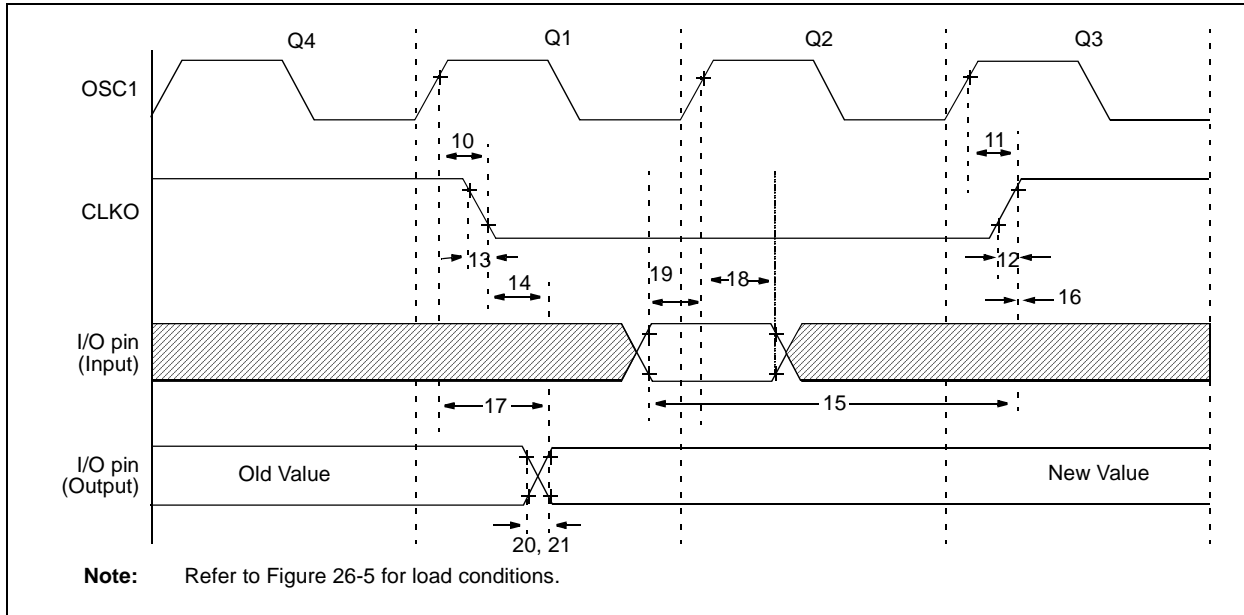 Q4 Q1 Q2 Q3
OSC1
10 11
CLKO
13 12
14 19 18 16
I/O pin
(Input)
17 15
I/O pin
(Output)
Old Value New Value
20, 21
Note: Refer to Figure 26-5 for load conditions.